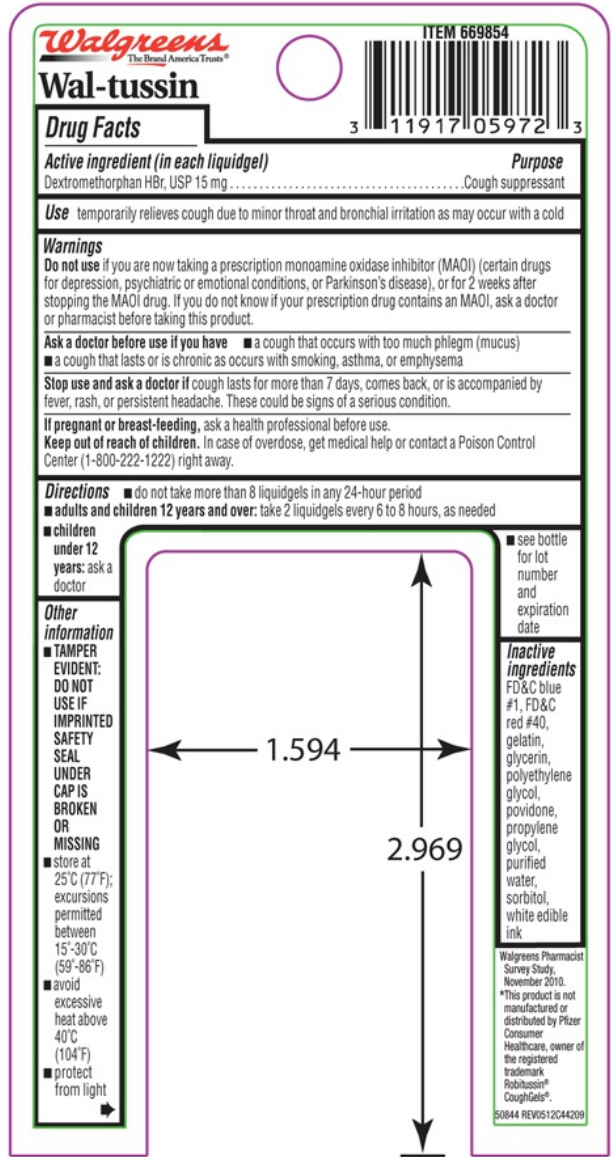 Walgreens
The Brand America Trusts®
Wal-tussin
ITEM 669854
3 11917 05972 3
Drug Facts
Active ingredient (in each liquidgel) Purpose
Dextromethorphan HBr, USP 15 mg........................................Cough suppressant
Use temporarily relieves cough due to minor throat and bronchial irritation as may occur with a cold
Warnings
Do not use if you are now taking a prescription monoamine oxidase inhibitor (MAOI) (certain drugs
for depression, psychiatric or emotional conditions, or Parkinson's disease), or for 2 weeks after
stopping the MAOI drug. If you do not know if your prescription drug contains an MAOI, ask a doctor
or pharmacist before taking this product.
Ask a doctor before use if you have ■ a cough that occurs with too much phlegm (mucus)
■ a cough that lasts or is chronic as occurs with smoking, asthma, or emphysema
Stop use and ask a doctor if cough lasts for more than 7 days, comes back, or is accompanied by
fever, rash, or persistent headache. These could be signs of a serious condition.
If pregnant or breast-feeding, ask a health professional before use.
Keep out of reach of children. In case of overdose, get medical help or contact a Poison Control
Center (1-800-222-1222) right away.
Directions ■ do not take more than 8 liquidgels in any 24-hour period
■ adults and children 12 years and over: take 2 liquidgels every 6 to 8 hours, as needed
■ children
under 12
years: ask a
doctor
Other
information
■ TAMPER
EVIDENT:
DO NOT
USE IF
IMPRINTED
SAFETY
SEAL
UNDER
CAP IS
BROKEN
OR
MISSING
■ store at
25°C (77°F);
excursions
permitted
between
15°-30°C
(59°-86°F)
■ avoid
excessive
heat above
40°C
(104°F)
■ protect
from light
1.594
2.969
■ see bottle
for lot
number
and
expiration
date
Inactive
ingredients
FD&C blue
#1, FD&C
red #40,
gelatin,
glycerin,
polyethylene
glycol,
povidone,
propylene
glycol,
purified
water,
sorbitol,
white edible
ink
Walgreens Pharmacist
Survey Study,
November 2010.
*This product is not
manufactured or
distributed by Pfizer
Consumer
Healthcare, owner of
the registered
trademark
Robitussin®
CoughGels®.
50844 REV0512C44209